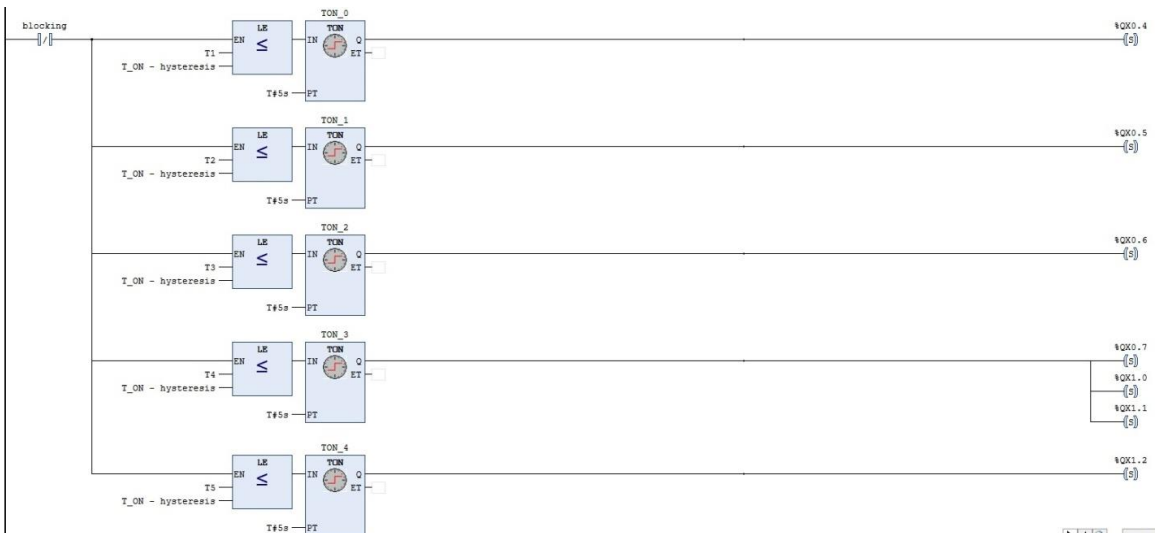 blocking
TON_0
%QX0.4
LE
TON
EN
≤
IN
Q
(S)
T1
ET
T_ON - hysteresis
T#5s
PT
TON_1
%QX0.5
LE
TON
EN
≤
IN
Q
(S)
T2
ET
T_ON - hysteresis
T#5s
PT
TON_2
%QX0.6
LE
TON
EN
≤
IN
Q
(S)
T3
ET
T_ON - hysteresis
T#5s
PT
TON_3
%QX0.7
LE
TON
EN
≤
IN
Q
(S)
T4
ET
%QX1.0
T_ON - hysteresis
(S)
%QX1.1
T#5s
PT
(S)
TON_4
%QX1.2
LE
TON
EN
≤
IN
Q
(S)
T5
ET
T_ON - hysteresis
T#5s
PT